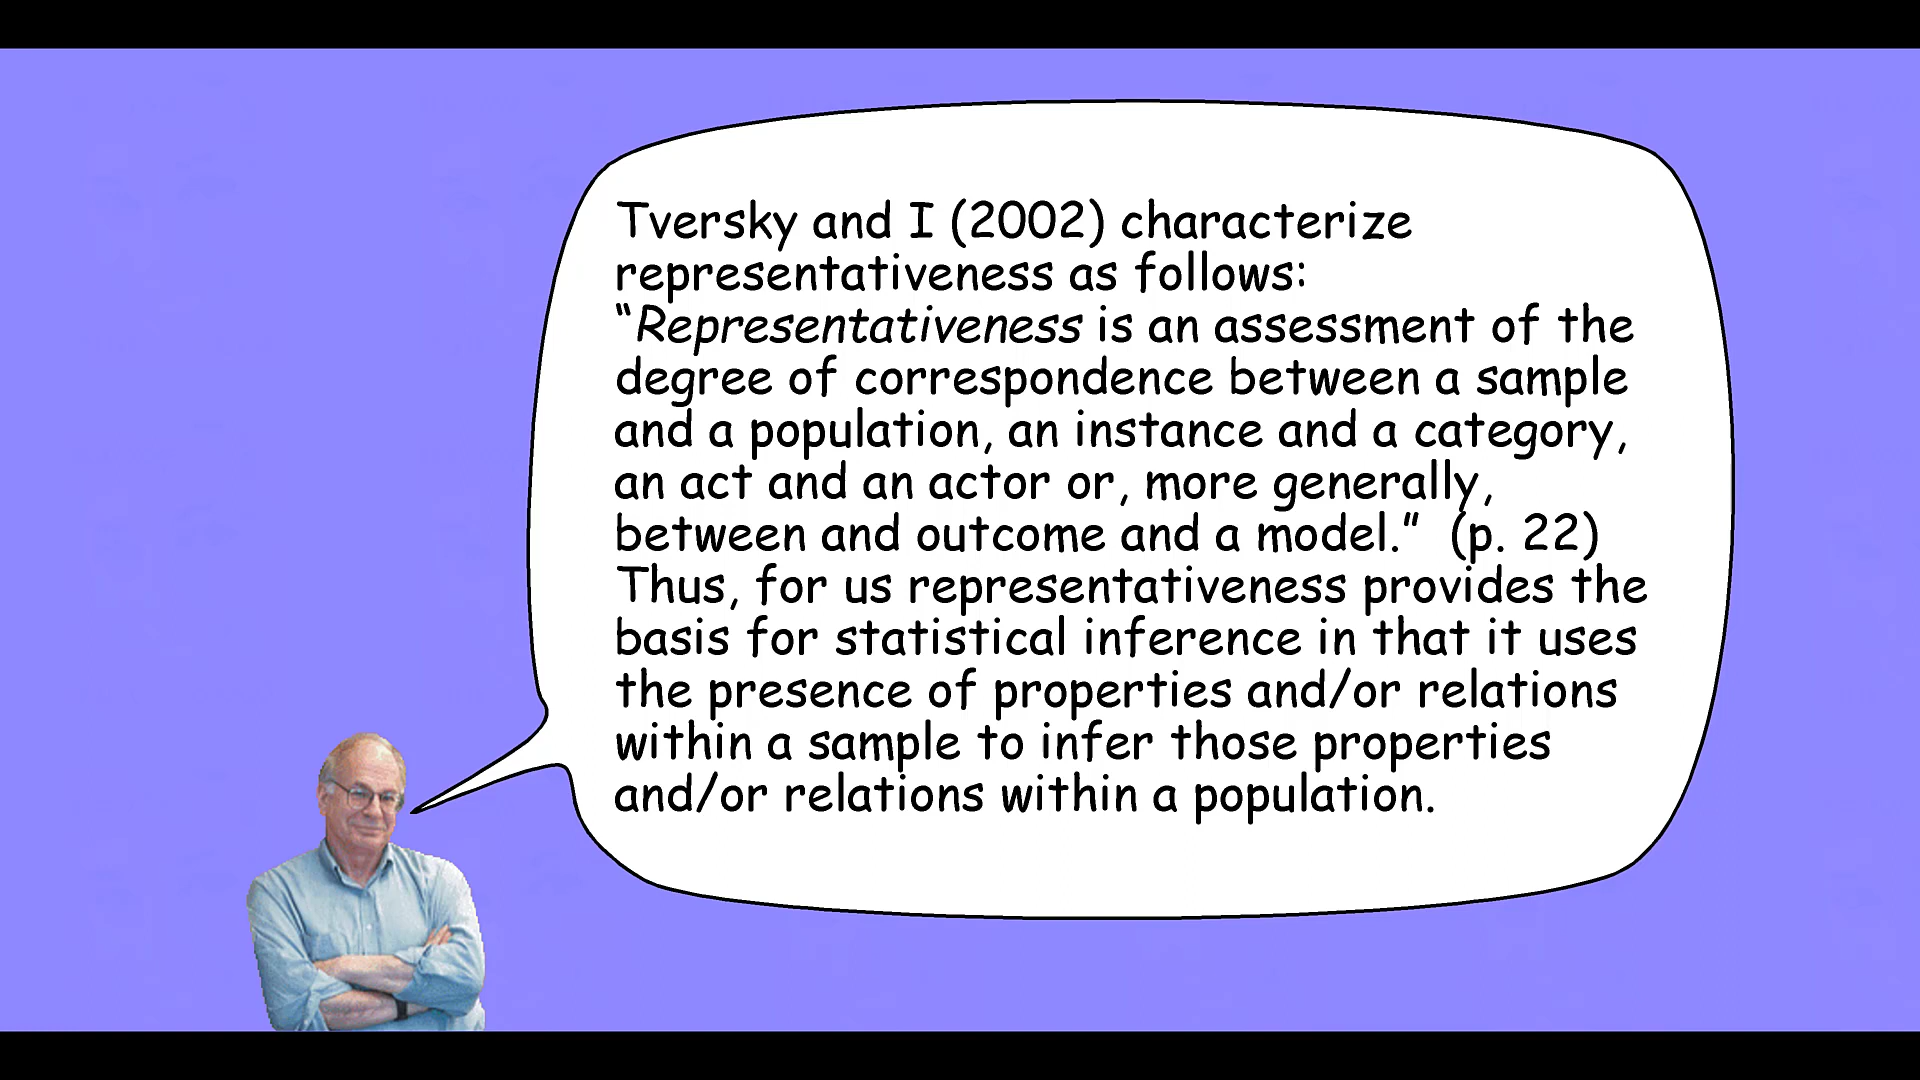 Tversky and I (2002) characterize
representativeness as follows:
“Representativeness is an assessment of the
degree of correspondence between a sample
and a population, an instance and a category,
an act and an actor or, more generally,
between and outcome and a model.” (p. 22)
Thus, for us representativeness provides the
basis for statistical inference in that it uses
the presence of properties and/or relations
within a sample to infer those properties
and/or relations within a population.